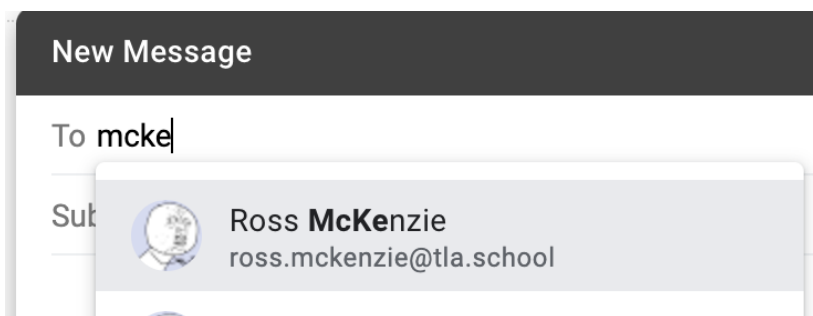 New Message
To mcke
Sub
Ross McKenzie
ross.mckenzie@tla.school